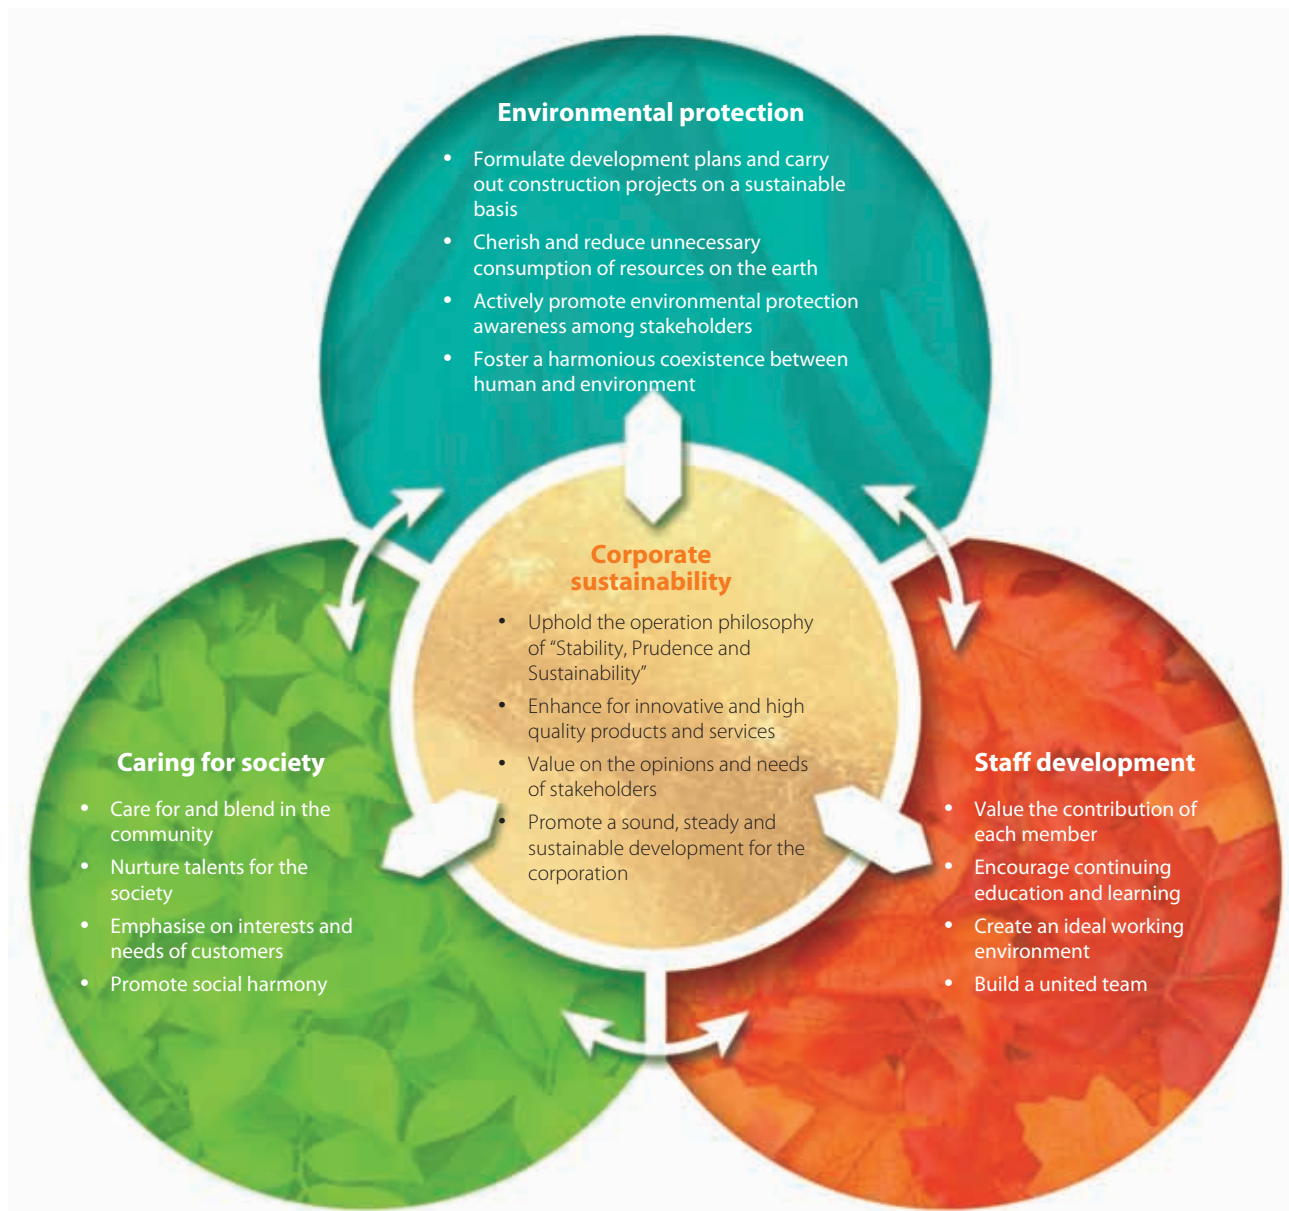 Environmental protection
• Formulate development plans and carry
out construction projects on a sustainable
basis
• Cherish and reduce unnecessary
consumption of resources on the earth
• Actively promote environmental protection
awareness among stakeholders
• Foster a harmonious coexistence between
human and environment
Corporate
sustainability
• Uphold the operation philosophy
of “Stability, Prudence and
Sustainability”
• Enhance for innovative and high
quality products and services
• Value on the opinions and needs
of stakeholders
• Promote a sound, steady and
sustainable development for the
corporation
Caring for society
• Care for and blend in the
community
• Nurture talents for the
society
• Emphasise on interests and
needs of customers
• Promote social harmony
Staff development
• Value the contribution of
each member
• Encourage continuing
education and learning
• Create an ideal working
environment
• Build a united team